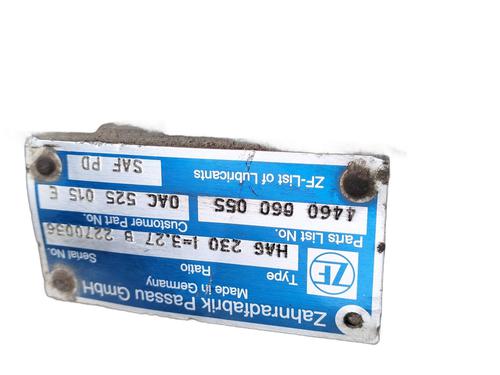 Zahnradfabrik Passau GmbH
ZF
Made in Germany
Type Ratio Serial No.
HAG 230 i=3,27 B 2270036
Parts List No. Customer Part No.
4460 060 055 0AC 525 015 E
ZF-List of Lubricants
SAF PD